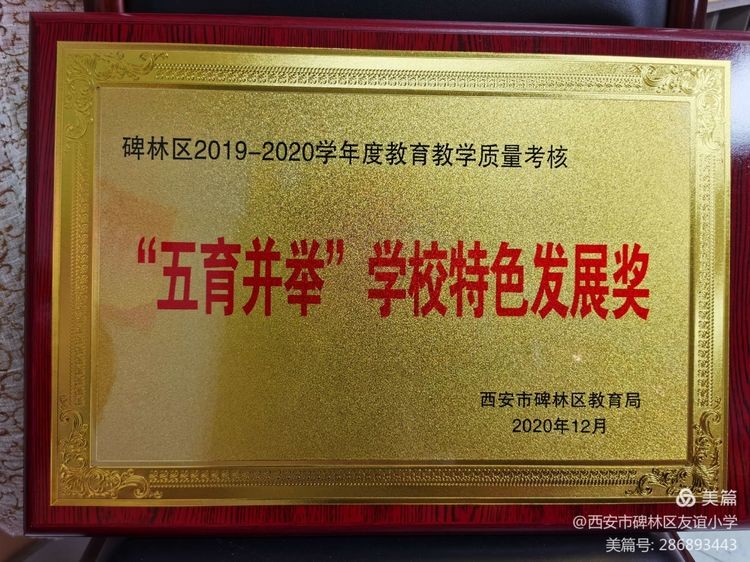 碑林区2019-2020学年度教育教学质量考核
“五育并举”学校特色发展奖
西安市碑林区教育局
2020年12月
美篇
@西安市碑林区友谊小学
美篇号: 286893443